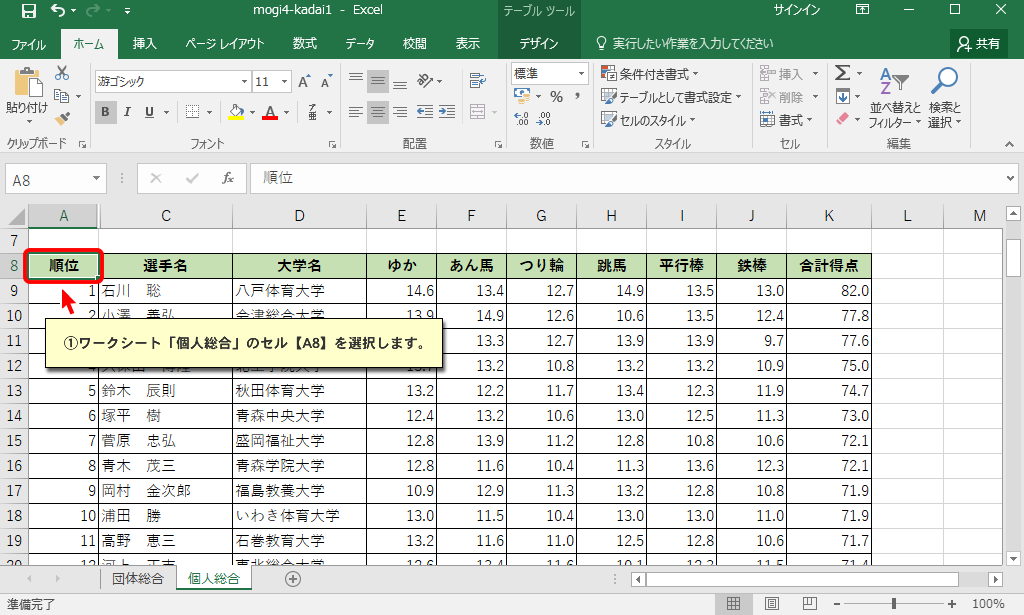 mogi4-kadai1 - Excel
テーブル ツール
サインイン
ファイル ホーム 挿入 ページ レイアウト 数式 データ 校閲 表示 デザイン 実行したい作業を入力してください 共有
貼り付け
クリップボード
游ゴシック 11
B I U
フォント
配置
標準
数値
条件付き書式
テーブルとして書式設定
セルのスタイル
スタイル
挿入
削除
書式
セル
並べ替えと
フィルター
検索と
選択
編集
A8 fx 順位
A C D E F G H I J K L M
7
8 順位 選手名 大学名 ゆか あん馬 つり輪 跳馬 平行棒 鉄棒 合計得点
9 1 石川 聡 八戸体育大学 14.6 13.4 12.7 14.9 13.5 13.0 82.0
10 2 小澤 義弘 会津総合大学 13.9 14.9 12.6 10.6 13.5 12.4 77.8
11 13.3 12.7 13.9 13.9 9.7 77.6
①ワークシート「個人総合」のセル【A8】を選択します。
12 13.2 10.8 13.2 13.2 10.9 75.0
13 5 鈴木 辰則 秋田体育大学 13.2 12.2 11.7 13.4 12.3 11.9 74.7
14 6 塚平 樹 青森中央大学 12.4 13.2 10.6 13.0 12.5 11.3 73.0
15 7 菅原 忠弘 盛岡福祉大学 12.8 13.9 11.2 12.8 10.8 10.6 72.1
16 8 青木 茂三 青森学院大学 12.8 11.6 10.4 11.3 13.6 12.3 72.1
17 9 岡村 金次郎 福島教養大学 10.9 12.9 11.3 13.2 12.8 10.8 71.9
18 10 浦田 勝 いわき体育大学 13.0 11.5 10.4 13.0 13.0 11.0 71.9
19 11 高野 恵三 石巻教育大学 13.2 11.6 11.0 12.5 12.8 10.6 71.7
団体総合 個人総合
準備完了 100%